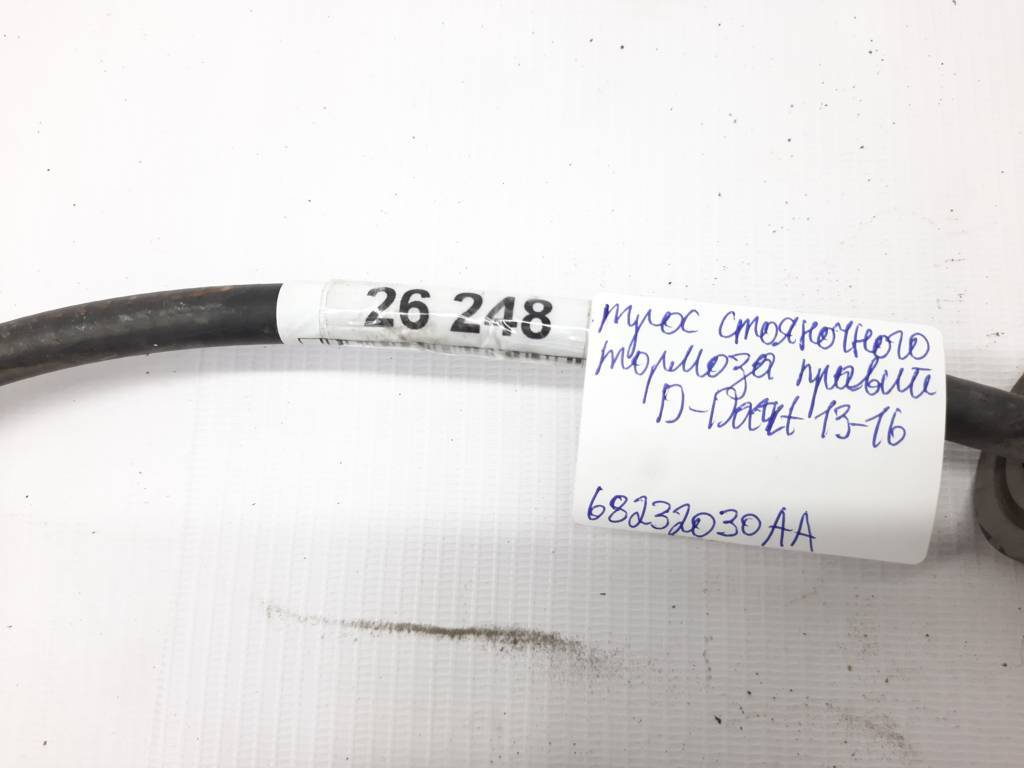 26 248
трос стояночного
тормоза правый
D-Dart 13-16
68232030AA